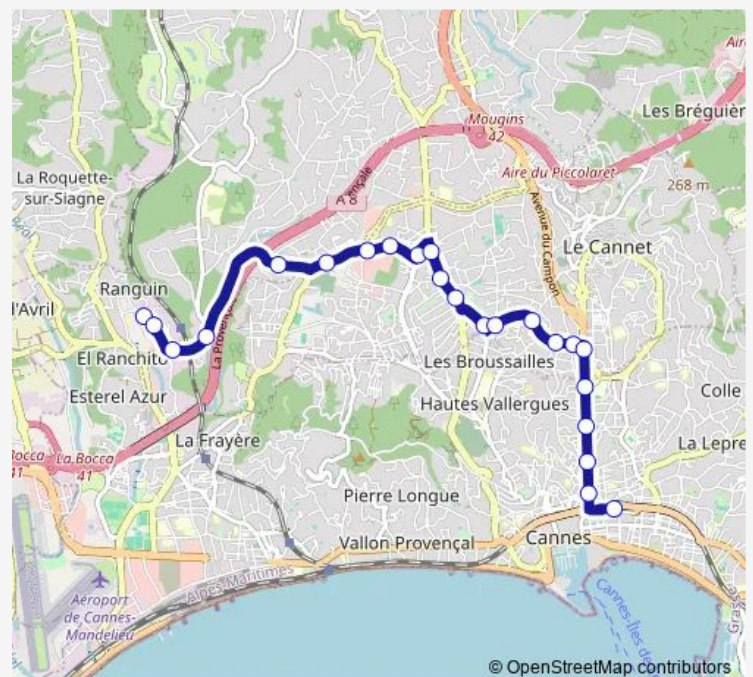 Air
Les Bréguièr
Mougins
42
La Roquette-
sur-Siagne
Aire du Piccolaret
268 m
A 8
Avenue du Campon
Le Cannet
Ranguin
d'Avril
La Provençale
El Ranchito
Les Broussailles
Esterel Azur
Hautes Vallergues
Colle
La Frayère
La Lepre
Bocca
41
La Bocca
41
Pierre Longue
Vallon Provençal
Cannes
Alpes Maritimes
Aéroport
de Cannes-
Mandelieu
Cannes-Îles de
Grass
© OpenStreetMap contributors